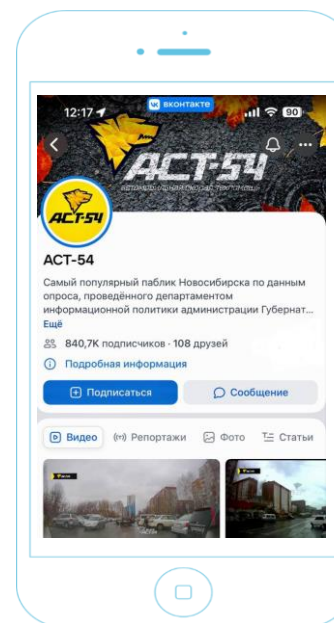 12:17
вконтакте
90
АСТ-54
АСТ-54
АСТ-54
Самый популярный паблик Новосибирска по данным
опроса, проведённого департаментом
информационной политики администрации Губернат...
Ещё
840,7K подписчиков · 108 друзей
Подробная информация
Подписаться
Сообщение
Видео
Репортажи
Фото
Статьи